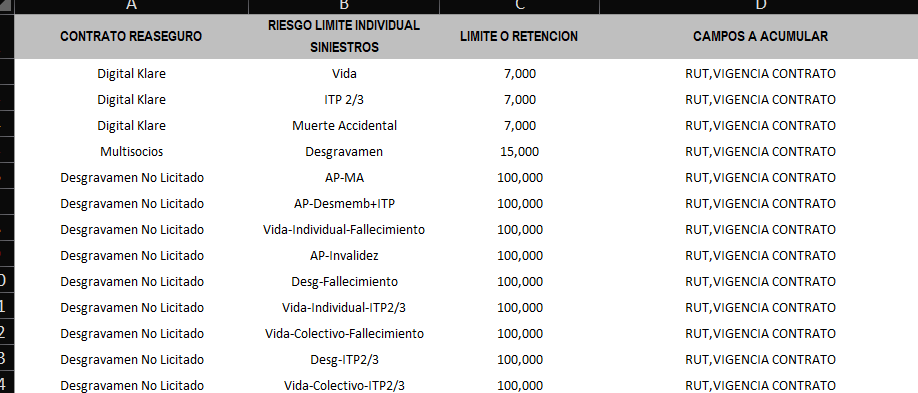 A B C D
CONTRATO REASEGURO RIESGO LIMITE INDIVIDUAL SINIESTROS LIMITE O RETENCION CAMPOS A ACUMULAR
Digital Klare Vida 7,000 RUT,VIGENCIA CONTRATO
Digital Klare ITP 2/3 7,000 RUT,VIGENCIA CONTRATO
Digital Klare Muerte Accidental 7,000 RUT,VIGENCIA CONTRATO
Multisocios Desgravamen 15,000 RUT,VIGENCIA CONTRATO
Desgravamen No Licitado AP-MA 100,000 RUT,VIGENCIA CONTRATO
Desgravamen No Licitado AP-Desmemb+ITP 100,000 RUT,VIGENCIA CONTRATO
Desgravamen No Licitado Vida-Individual-Fallecimiento 100,000 RUT,VIGENCIA CONTRATO
Desgravamen No Licitado AP-Invalidez 100,000 RUT,VIGENCIA CONTRATO
0 Desgravamen No Licitado Desg-Fallecimiento 100,000 RUT,VIGENCIA CONTRATO
1 Desgravamen No Licitado Vida-Individual-ITP2/3 100,000 RUT,VIGENCIA CONTRATO
2 Desgravamen No Licitado Vida-Colectivo-Fallecimiento 100,000 RUT,VIGENCIA CONTRATO
3 Desgravamen No Licitado Desg-ITP2/3 100,000 RUT,VIGENCIA CONTRATO
4 Desgravamen No Licitado Vida-Colectivo-ITP2/3 100,000 RUT,VIGENCIA CONTRATO